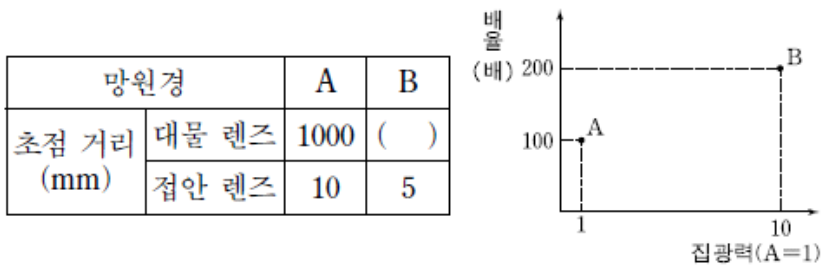 망원경 A B
초점 거리 (mm) 대물 렌즈 1000 ( )
접안 렌즈 10 5
배율(배)
200
100
A
B
1
10
집광력(A=1)